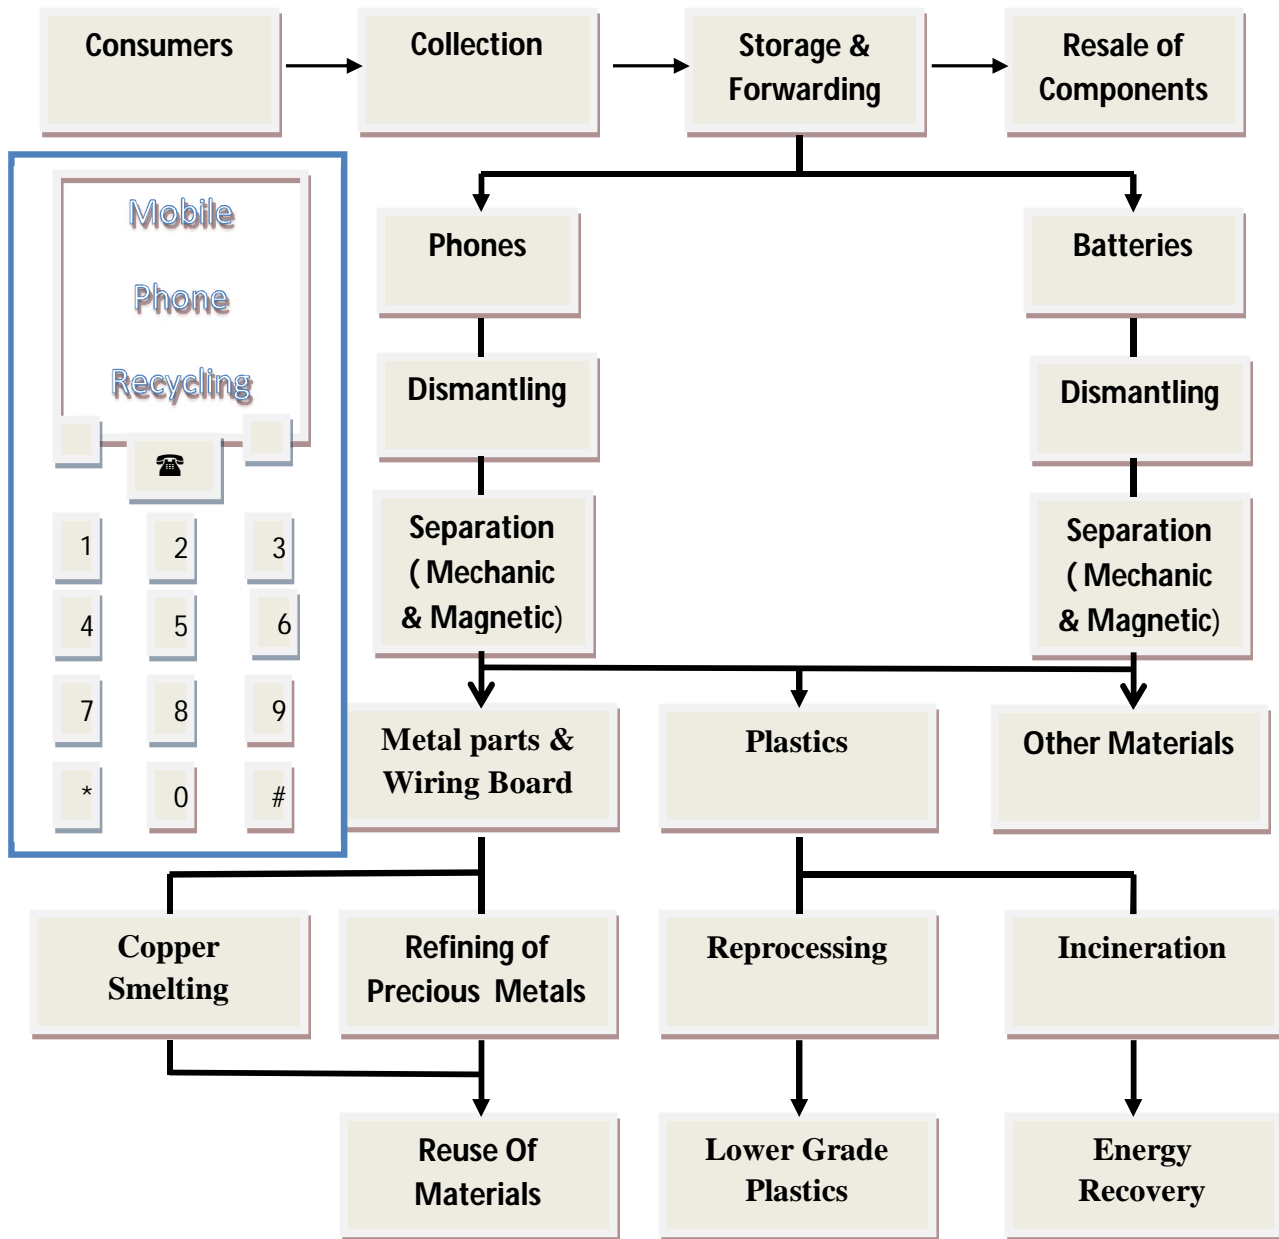 Consumers
Collection
Storage &
Forwarding
Resale of
Components
Mobile
Phone
Recycling
☎
1
2
3
4
5
6
7
8
9
*
0
#
Phones
Batteries
Dismantling
Dismantling
Separation
( Mechanic
& Magnetic)
Separation
( Mechanic
& Magnetic)
Metal parts &
Wiring Board
Plastics
Other Materials
Copper
Smelting
Refining of
Precious Metals
Reprocessing
Incineration
Reuse Of
Materials
Lower Grade
Plastics
Energy
Recovery